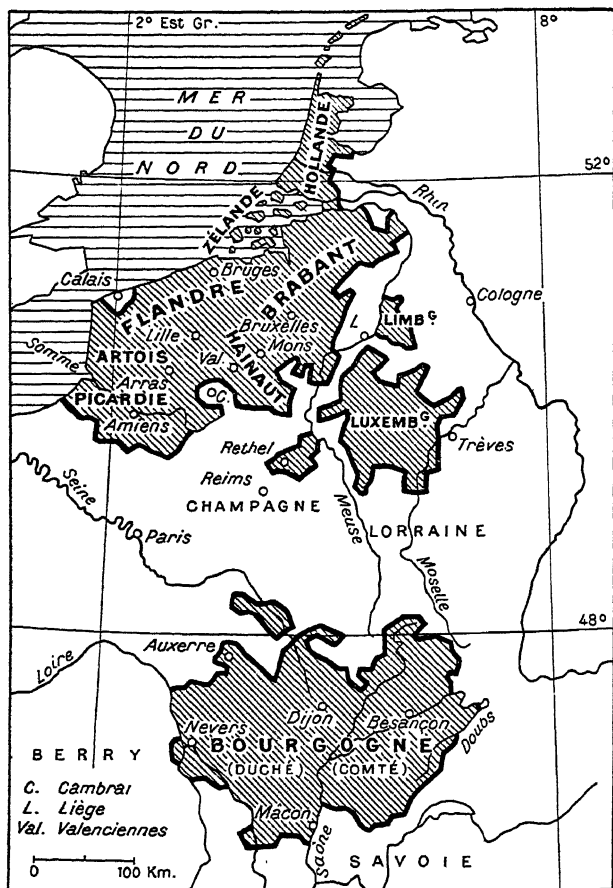 2° Est Gr.
8°
MER
DU
NORD
52°
HOLLANDE
ZÉLANDE
Rhin
Calais
Bruges
FLANDRE
BRABANT
Cologne
Bruxelles
L.
LIMBG.
Lille
Mons
Somme
ARTOIS
Val.
HAINAUT
Arras
PICARDIE
C.
Amiens
LUXEMBG.
Trèves
Rethel
Reims
CHAMPAGNE
Meuse
Seine
Paris
LORRAINE
Moselle
48°
Auxerre
Loire
Dijon
Besançon
Doubs
Nevers
BOURGOGNE
(DUCHÉ) (COMTÉ)
BERRY
C. Cambrai
L. Liège
Val. Valenciennes
Mâcon
Saône
SAVOIE
0 100 Km.